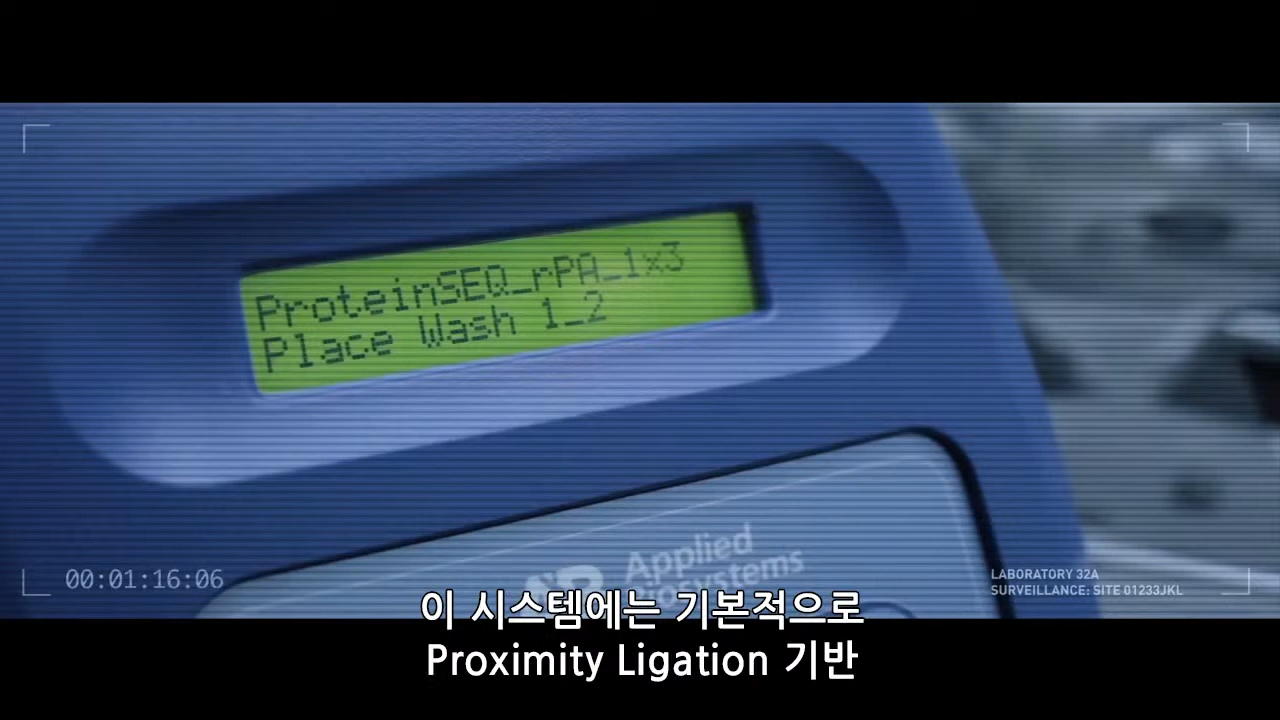 ProteinSEQ_rPA_1x3
Place Wash 1_2
Applied
00:01:16:06
LABORATORY 32A
SURVEILLANCE: SITE 01233JKL
이 시스템에는 기본적으로
Proximity Ligation 기반